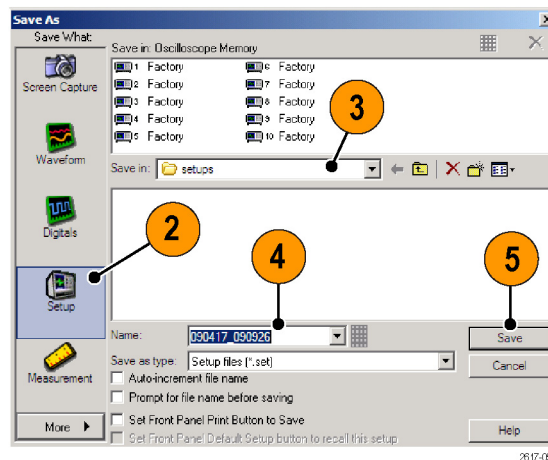 Save As
Save What:
Save in: Oscilloscope Memory
Screen Capture
Waveform
Digitals
Setup
Measurement
More
1 Factory
2 Factory
3 Factory
4 Factory
5 Factory
6 Factory
7 Factory
8 Factory
9 Factory
10 Factory
3
Save in: setups
2
4
5
Name: 090417_090926
Save
Save as type: Setup files (*.set)
Cancel
Auto-increment file name
Prompt for file name before saving
Set Front Panel Print Button to Save
Set Front Panel Default Setup button to recall this setup
Help